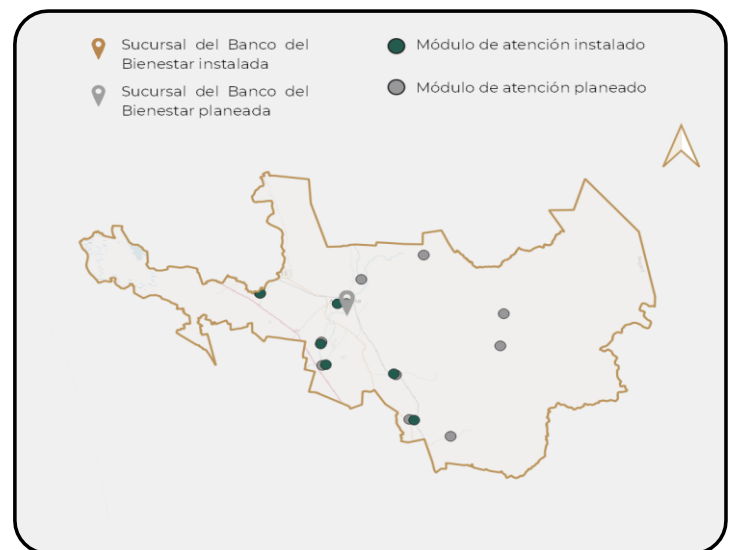 Sucursal del Banco del
Bienestar instalada
Sucursal del Banco del
Bienestar planeada
Módulo de atención instalado
Módulo de atención planeado